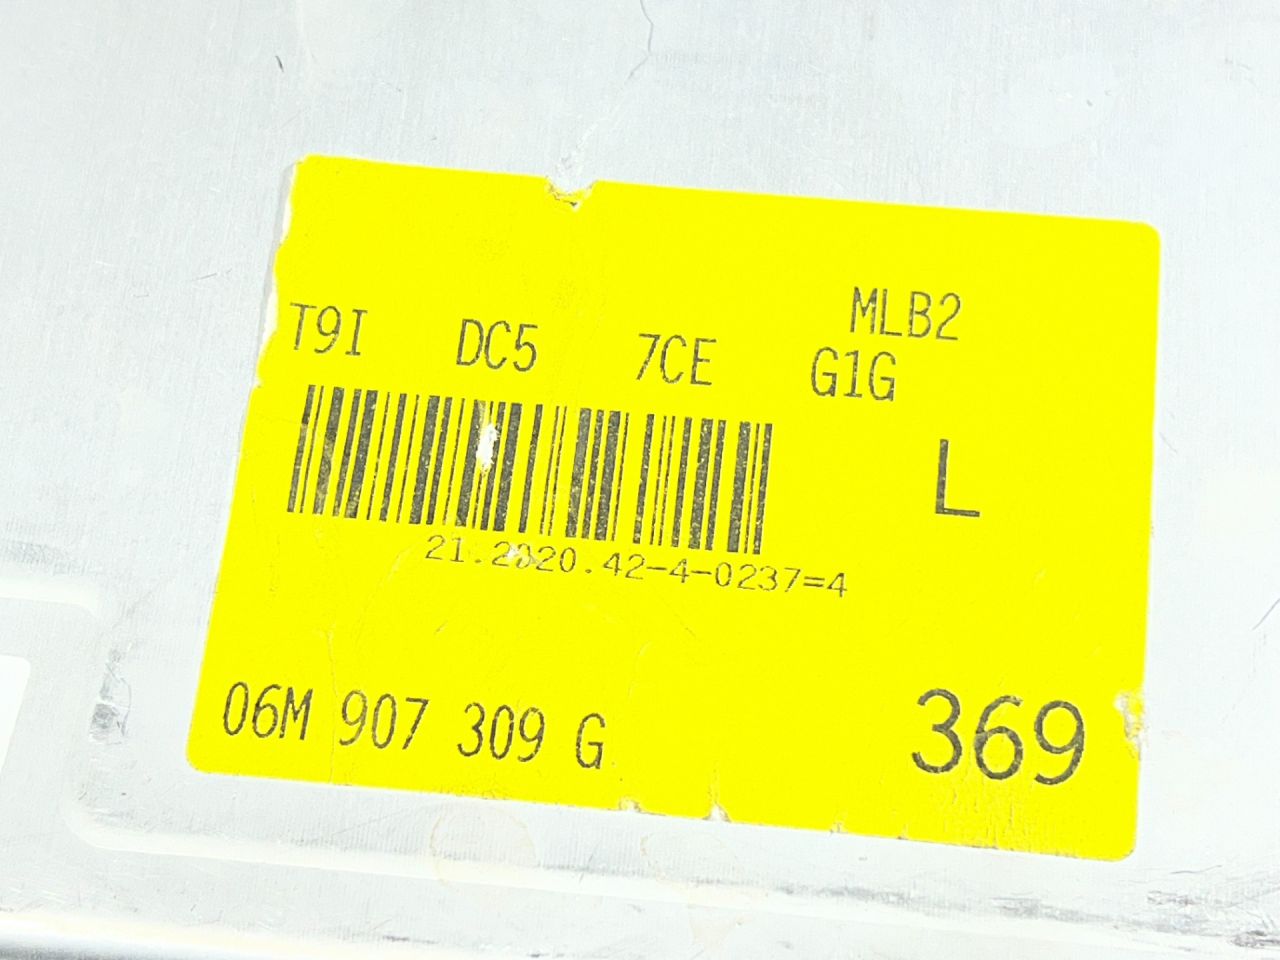 MLB2
T9I DC5 7CE G1G
L
21.2020.42-4-0237=4
06M 907 309 G 369